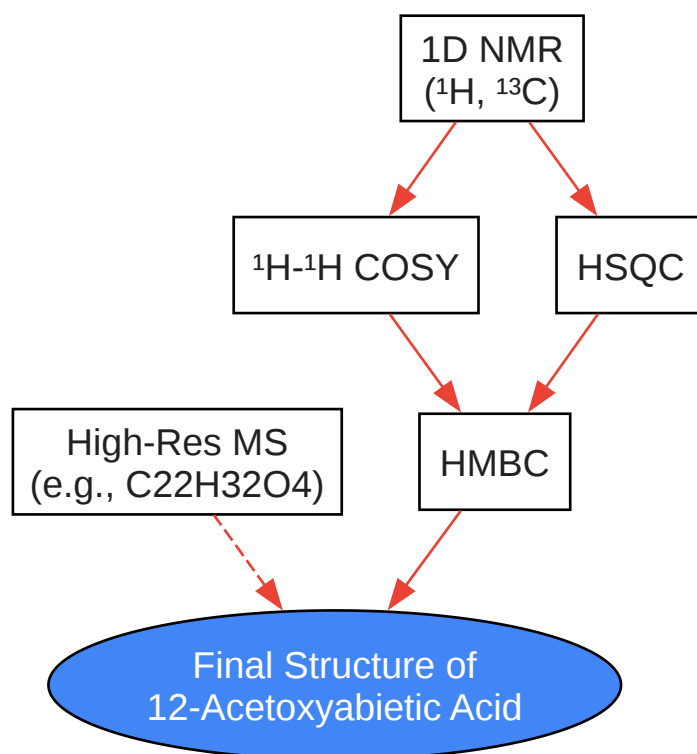 1D NMR
(¹H, ¹³C)
¹H-¹H COSY
HSQC
High-Res MS
(e.g., C22H32O4)
HMBC
Final Structure of
12-Acetoxyabietic Acid